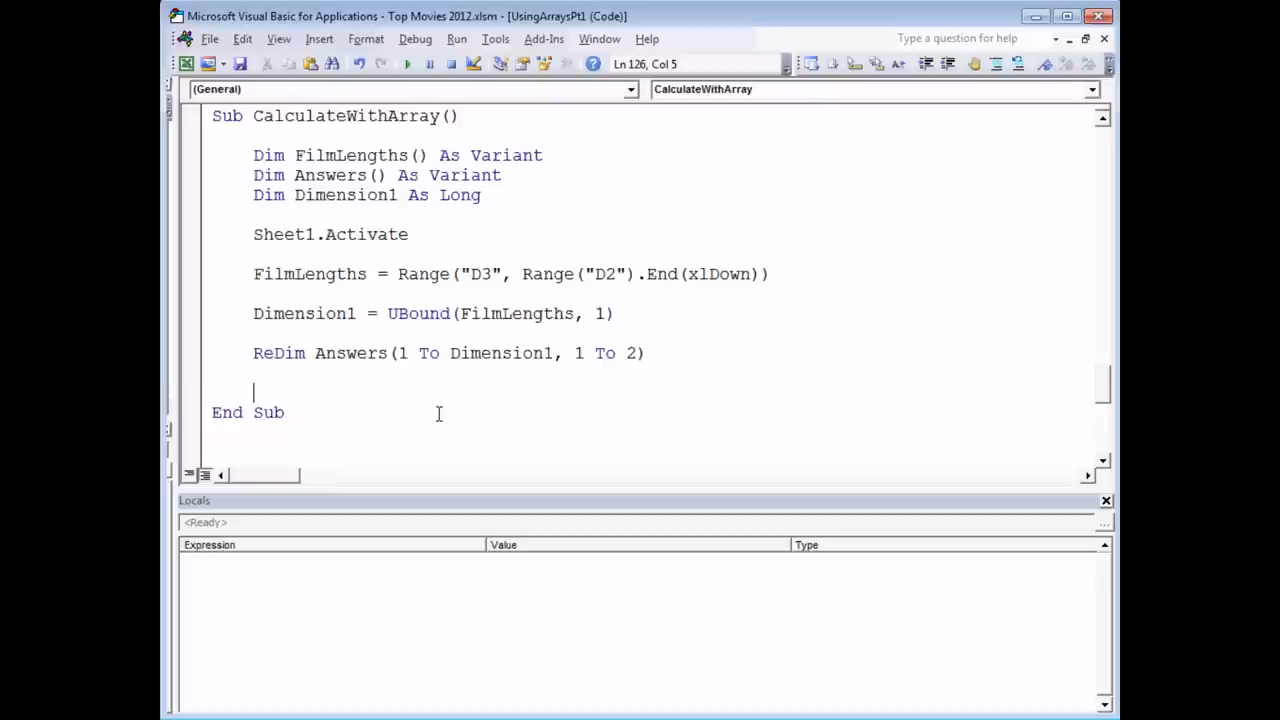 Microsoft Visual Basic for Applications - Top Movies 2012.xlsm - [UsingArraysPt1 (Code)]
File Edit View Insert Format Debug Run Tools Add-Ins Window Help Type a question for help
Ln 126, Col 5
(General) CalculateWithArray
Sub CalculateWithArray()
Dim FilmLengths() As Variant
Dim Answers() As Variant
Dim Dimension1 As Long
Sheet1.Activate
FilmLengths = Range("D3", Range("D2").End(xlDown))
Dimension1 = UBound(FilmLengths, 1)
ReDim Answers(1 To Dimension1, 1 To 2)
End Sub
Locals
<Ready>
Expression Value Type